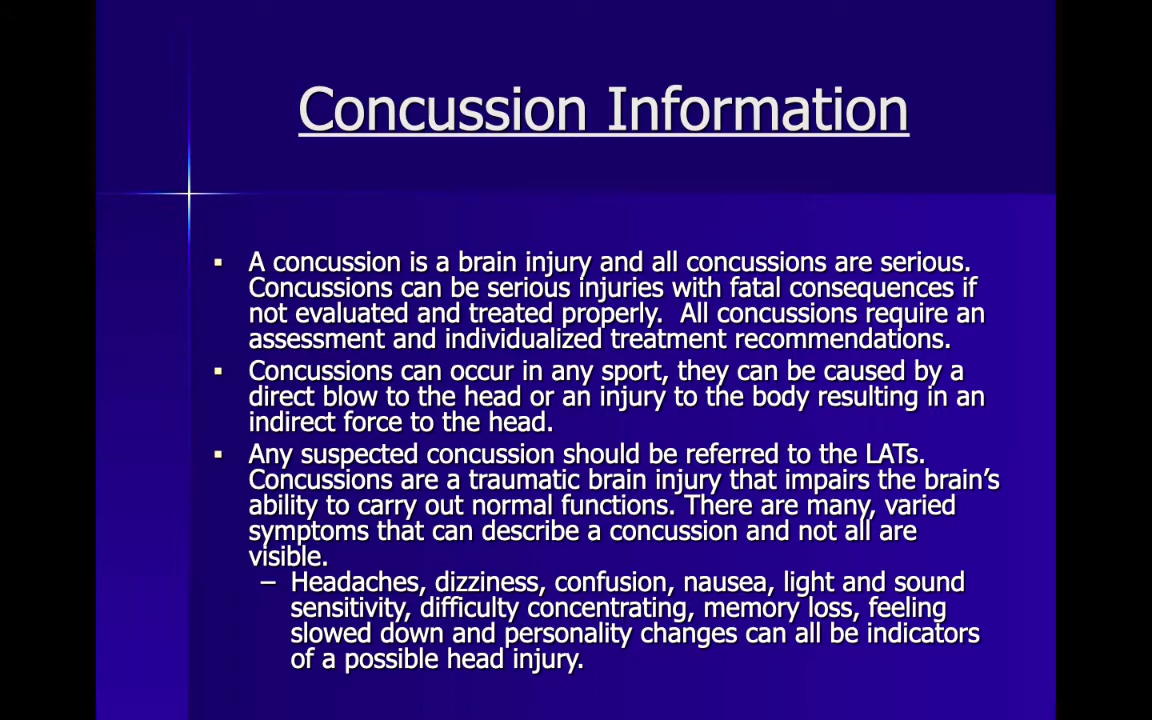 Concussion Information
▪ A concussion is a brain injury and all concussions are serious.
Concussions can be serious injuries with fatal consequences if
not evaluated and treated properly.  All concussions require an
assessment and individualized treatment recommendations.
▪ Concussions can occur in any sport, they can be caused by a
direct blow to the head or an injury to the body resulting in an
indirect force to the head.
▪ Any suspected concussion should be referred to the LATs.
Concussions are a traumatic brain injury that impairs the brain’s
ability to carry out normal functions. There are many, varied
symptoms that can describe a concussion and not all are
visible.
– Headaches, dizziness, confusion, nausea, light and sound
sensitivity, difficulty concentrating, memory loss, feeling
slowed down and personality changes can all be indicators
of a possible head injury.